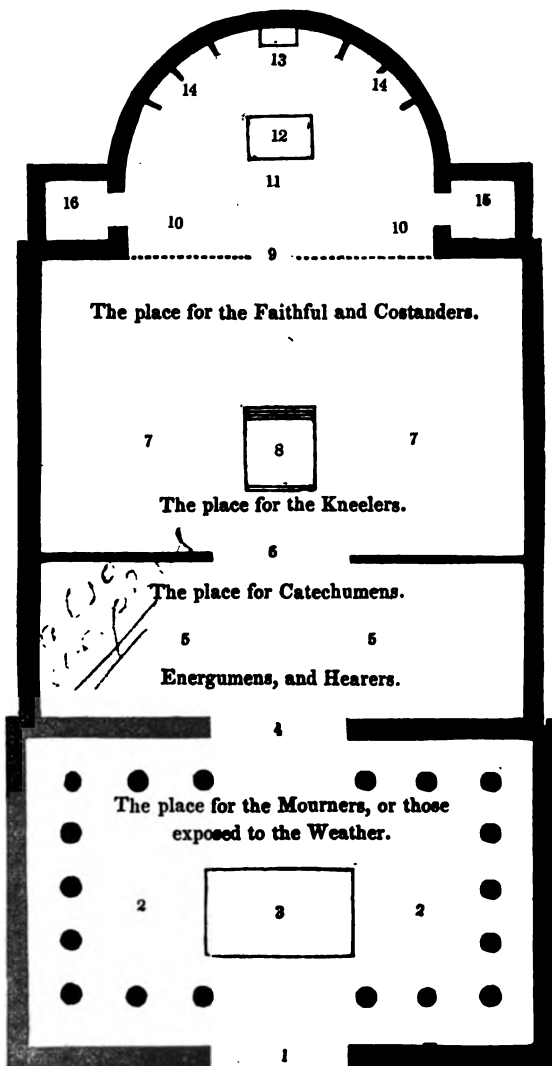 13
14 14
12
11
16 15
10 10
9
The place for the Faithful and Costanders.
7 7
8
The place for the Kneelers.
6
The place for Catechumens.
5 5
Energumens, and Hearers.
4
The place for the Mourners, or those
exposed to the Weather.
2 3 2
1